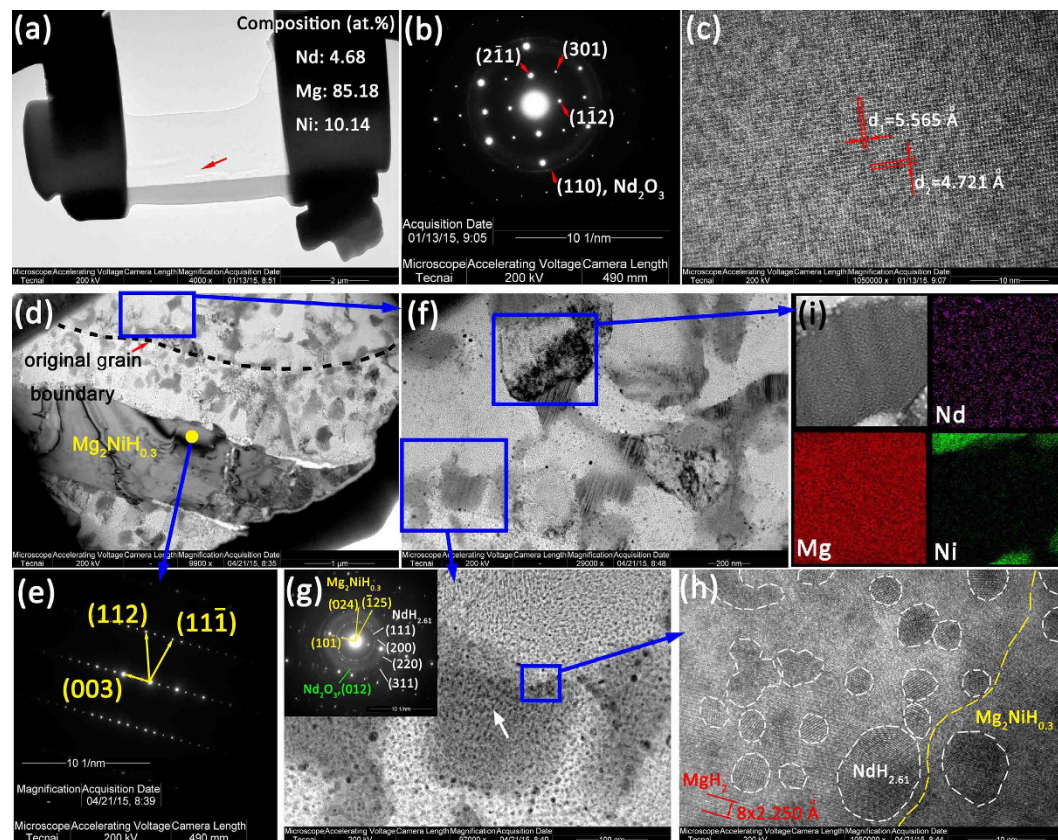 (a)
Composition (at.%)
Nd: 4.68
Mg: 85.18
Ni: 10.14
Microscope Accelerating Voltage Camera Length Magnification Acquisition Date
Tecnai 200 kV - 4000 x 01/13/15, 8:51 2 µm
(b)
(2̄11)
(301)
(11̄2)
(110), Nd₂O₃
Acquisition Date
01/13/15, 9:05
10 1/nm
Microscope Accelerating Voltage Camera Length
Tecnai 200 kV 490 mm
(c)
d₁=5.565 Å
d₂=4.721 Å
Microscope Accelerating Voltage Camera Length Magnification Acquisition Date
Tecnai 200 kV - 1050000 x 01/13/15, 9:07 10 nm
(d)
original grain
boundary
Mg₂NiH₀.₃
Microscope Accelerating Voltage Camera Length Magnification Acquisition Date
Tecnai 200 kV - 9900 x 04/21/15, 8:35 1 µm
(f)
Microscope Accelerating Voltage Camera Length Magnification Acquisition Date
Tecnai 200 kV - 29000 x 04/21/15, 8:48 200 nm
(i)
Nd
Mg
Ni
(e)
(112)
(111̄)
(003)
10 1/nm
Magnification Acquisition Date
- 04/21/15, 8:39
Microscope Accelerating Voltage Camera Length
(g)
Mg₂NiH₀.₃
(024)
(1̄25)
NdH₂.₆₁
(101)
(111)
(200)
(2̄20)
(311)
Nd₂O₃,(012)
10 1/nm
Microscope Accelerating Voltage Camera Length Magnification Acquisition Date
(h)
Mg₂NiH₀.₃
NdH₂.₆₁
MgH₂
8x2.250 Å
Microscope Accelerating Voltage Camera Length Magnification Acquisition Date